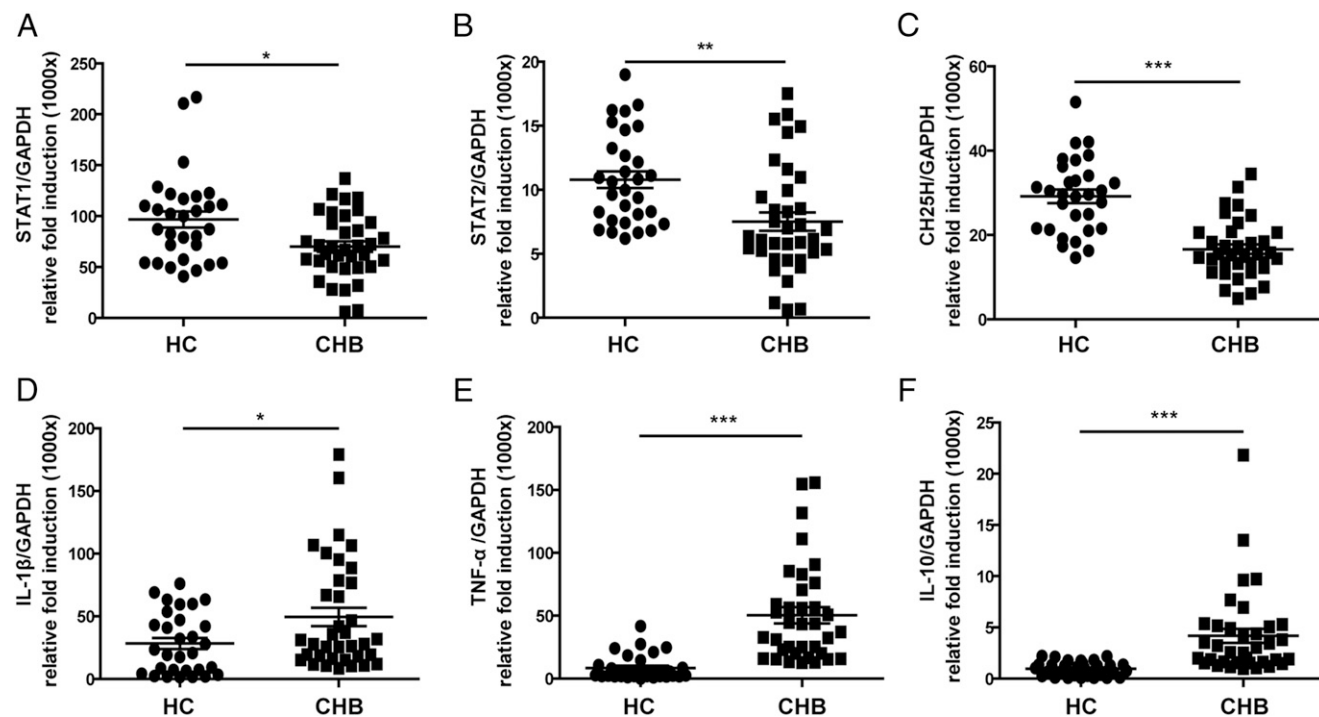 A
STAT1/GAPDH
relative fold induction (1000x)
250
200
150
100
50
0
*
HC
CHB
B
STAT2/GAPDH
relative fold induction (1000x)
20
15
10
5
0
**
HC
CHB
C
CH25H/GAPDH
relative fold induction (1000x)
60
40
20
0
***
HC
CHB
D
IL-1β/GAPDH
relative fold induction (1000x)
200
150
100
50
0
*
HC
CHB
E
TNF-α /GAPDH
relative fold induction (1000x)
200
150
100
50
0
***
HC
CHB
F
IL-10/GAPDH
relative fold induction (1000x)
25
20
15
10
5
0
***
HC
CHB